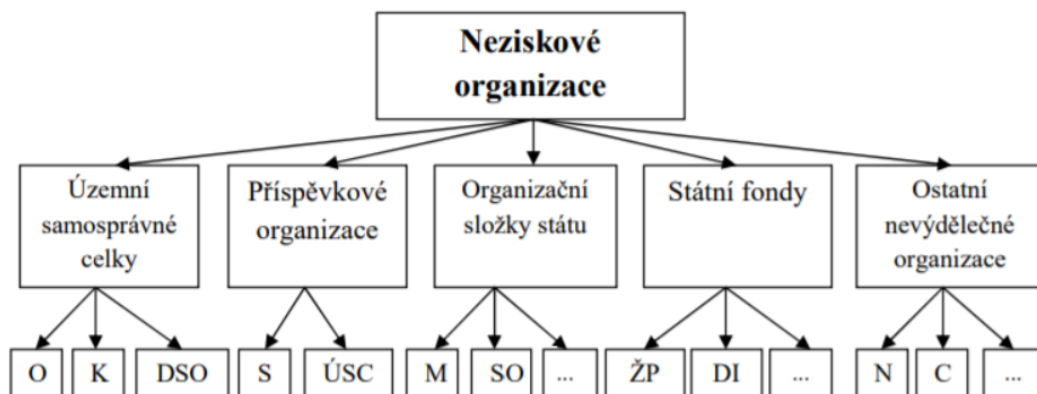 Neziskové
organizace
Územní
samosprávné
celky
Příspěvkové
organizace
Organizační
složky státu
Státní fondy
Ostatní
nevýdělečné
organizace
O
K
DSO
S
ÚSC
M
SO
...
ŽP
DI
...
N
C
...